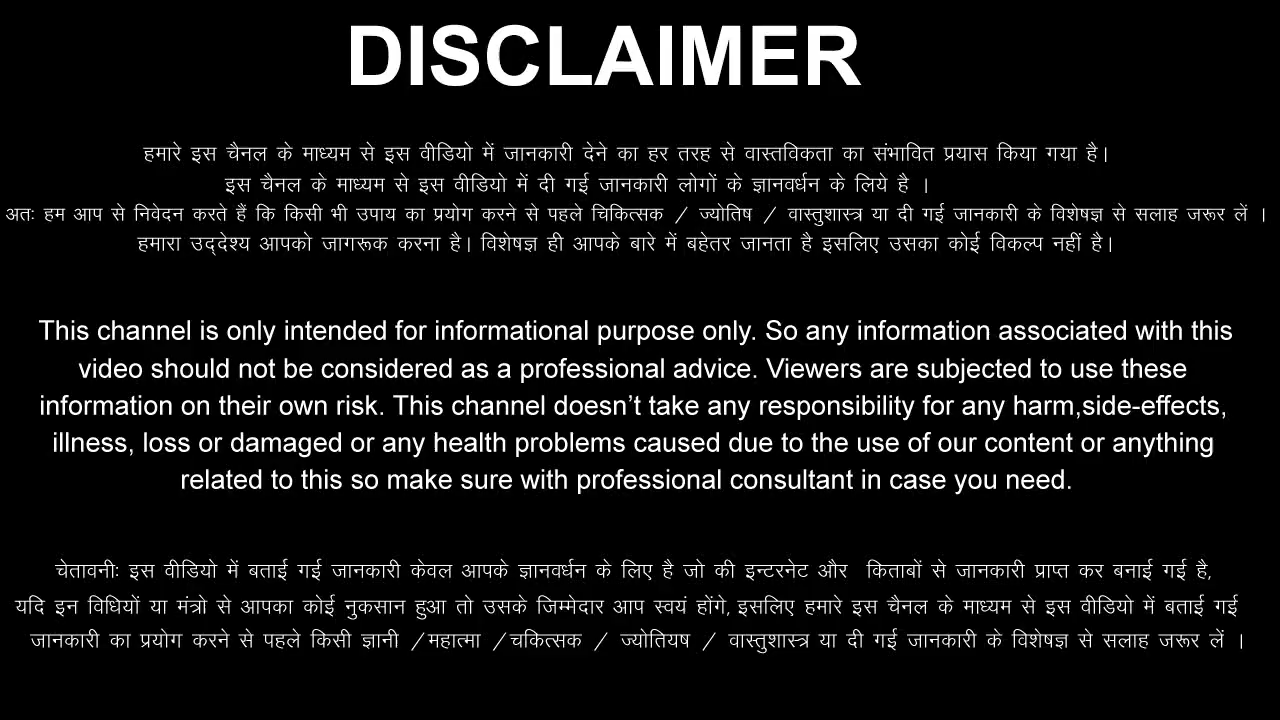 DISCLAIMER
हमारे इस चैनल के माध्यम से इस वीडियो में जानकारी देने का हर तरह से वास्तविकता का संभावित प्रयास किया गया है।
इस चैनल के माध्यम से इस वीडियो में दी गई जानकारी लोगों के ज्ञानवर्धन के लिये है ।
अतः हम आप से निवेदन करते हैं कि किसी भी उपाय का प्रयोग करने से पहले चिकित्सक / ज्योतिष / वास्तुशास्त्र या दी गई जानकारी के विशेषज्ञ से सलाह जरूर लें ।
हमारा उद्देश्य आपको जागरूक करना है। विशेषज्ञ ही आपके बारे में बहेतर जानता है इसलिए उसका कोई विकल्प नहीं है।
This channel is only intended for informational purpose only. So any information associated with this
video should not be considered as a professional advice. Viewers are subjected to use these
information on their own risk. This channel doesn’t take any responsibility for any harm,side-effects,
illness, loss or damaged or any health problems caused due to the use of our content or anything
related to this so make sure with professional consultant in case you need.
चेतावनीः इस वीडियो में बताई गई जानकारी केवल आपके ज्ञानवर्धन के लिए है जो की इन्टरनेट और किताबों से जानकारी प्राप्त कर बनाई गई है,
यदि इन विधियों या मंत्रो से आपका कोई नुकसान हुआ तो उसके जिम्मेदार आप स्वयं होंगे, इसलिए हमारे इस चैनल के माध्यम से इस वीडियो में बताई गई
जानकारी का प्रयोग करने से पहले किसी ज्ञानी /महात्मा /चकित्सक / ज्योतियष / वास्तुशास्त्र या दी गई जानकारी के विशेषज्ञ से सलाह जरूर लें ।